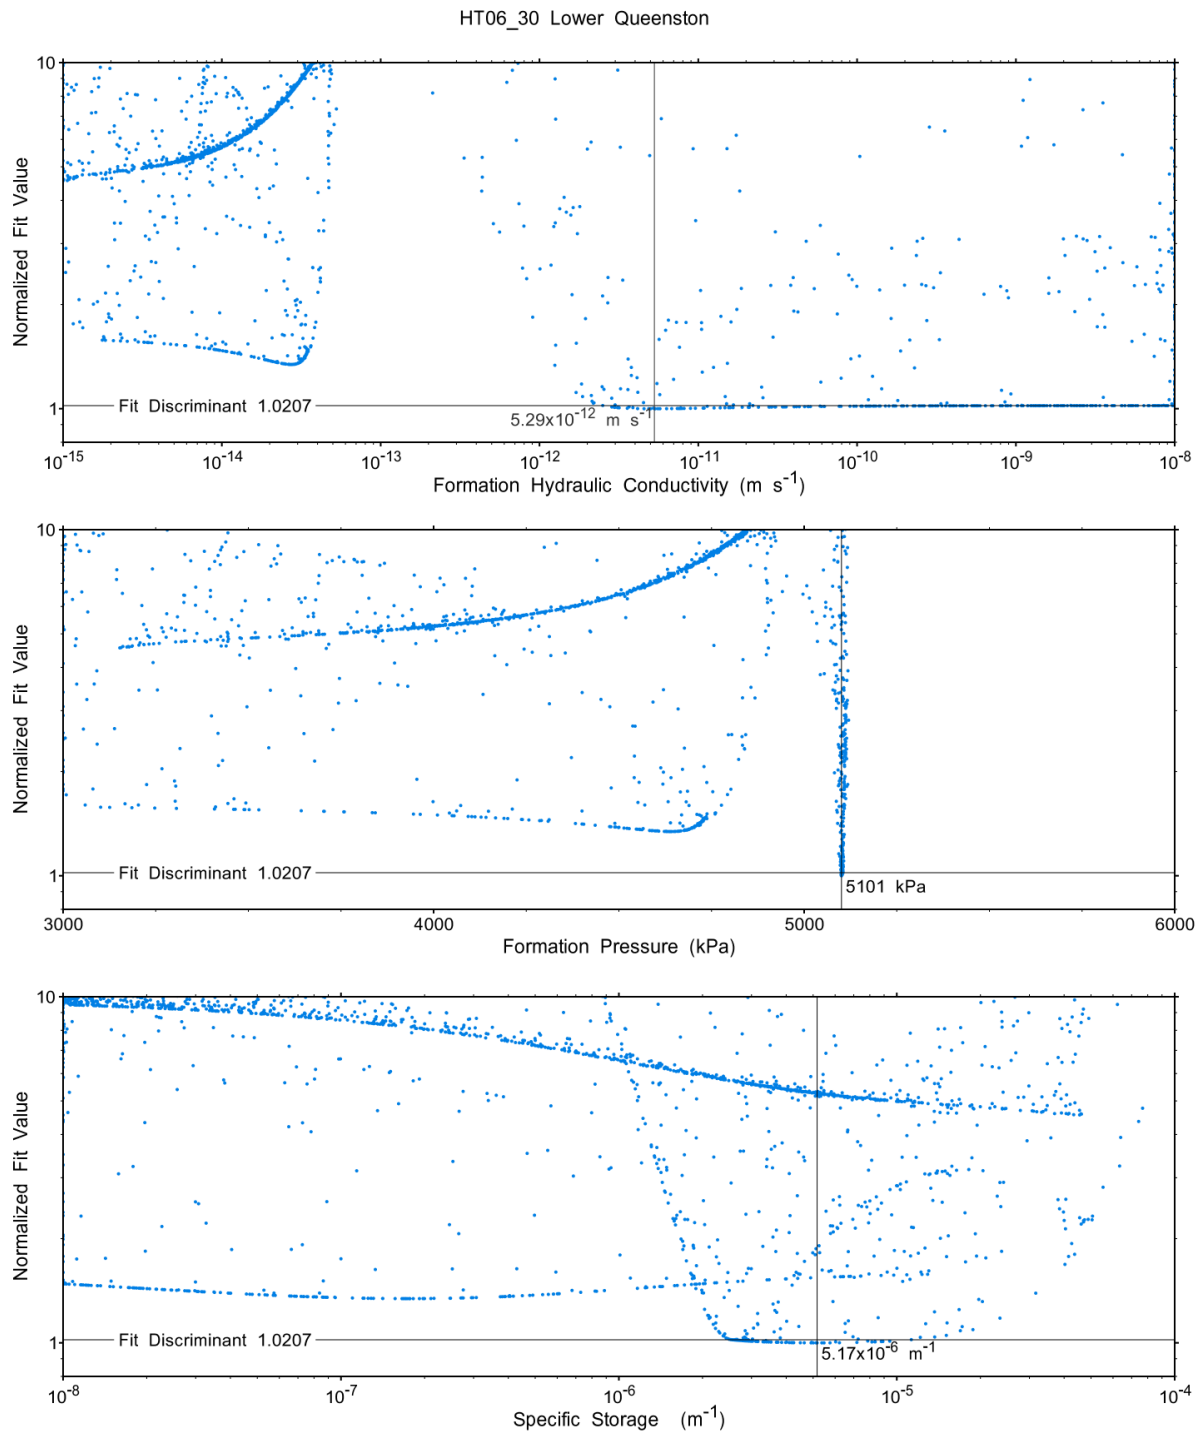 HT06_30 Lower Queenston
Normalized Fit Value
10
1
Fit Discriminant 1.0207
5.29x10⁻¹² m s⁻¹
10⁻¹⁵ 10⁻¹⁴ 10⁻¹³ 10⁻¹² 10⁻¹¹ 10⁻¹⁰ 10⁻⁹ 10⁻⁸
Formation Hydraulic Conductivity (m s⁻¹)
Normalized Fit Value
10
1
Fit Discriminant 1.0207
5101 kPa
3000 4000 5000 6000
Formation Pressure (kPa)
Normalized Fit Value
10
1
Fit Discriminant 1.0207
5.17x10⁻⁶ m⁻¹
10⁻⁸ 10⁻⁷ 10⁻⁶ 10⁻⁵ 10⁻⁴
Specific Storage (m⁻¹)